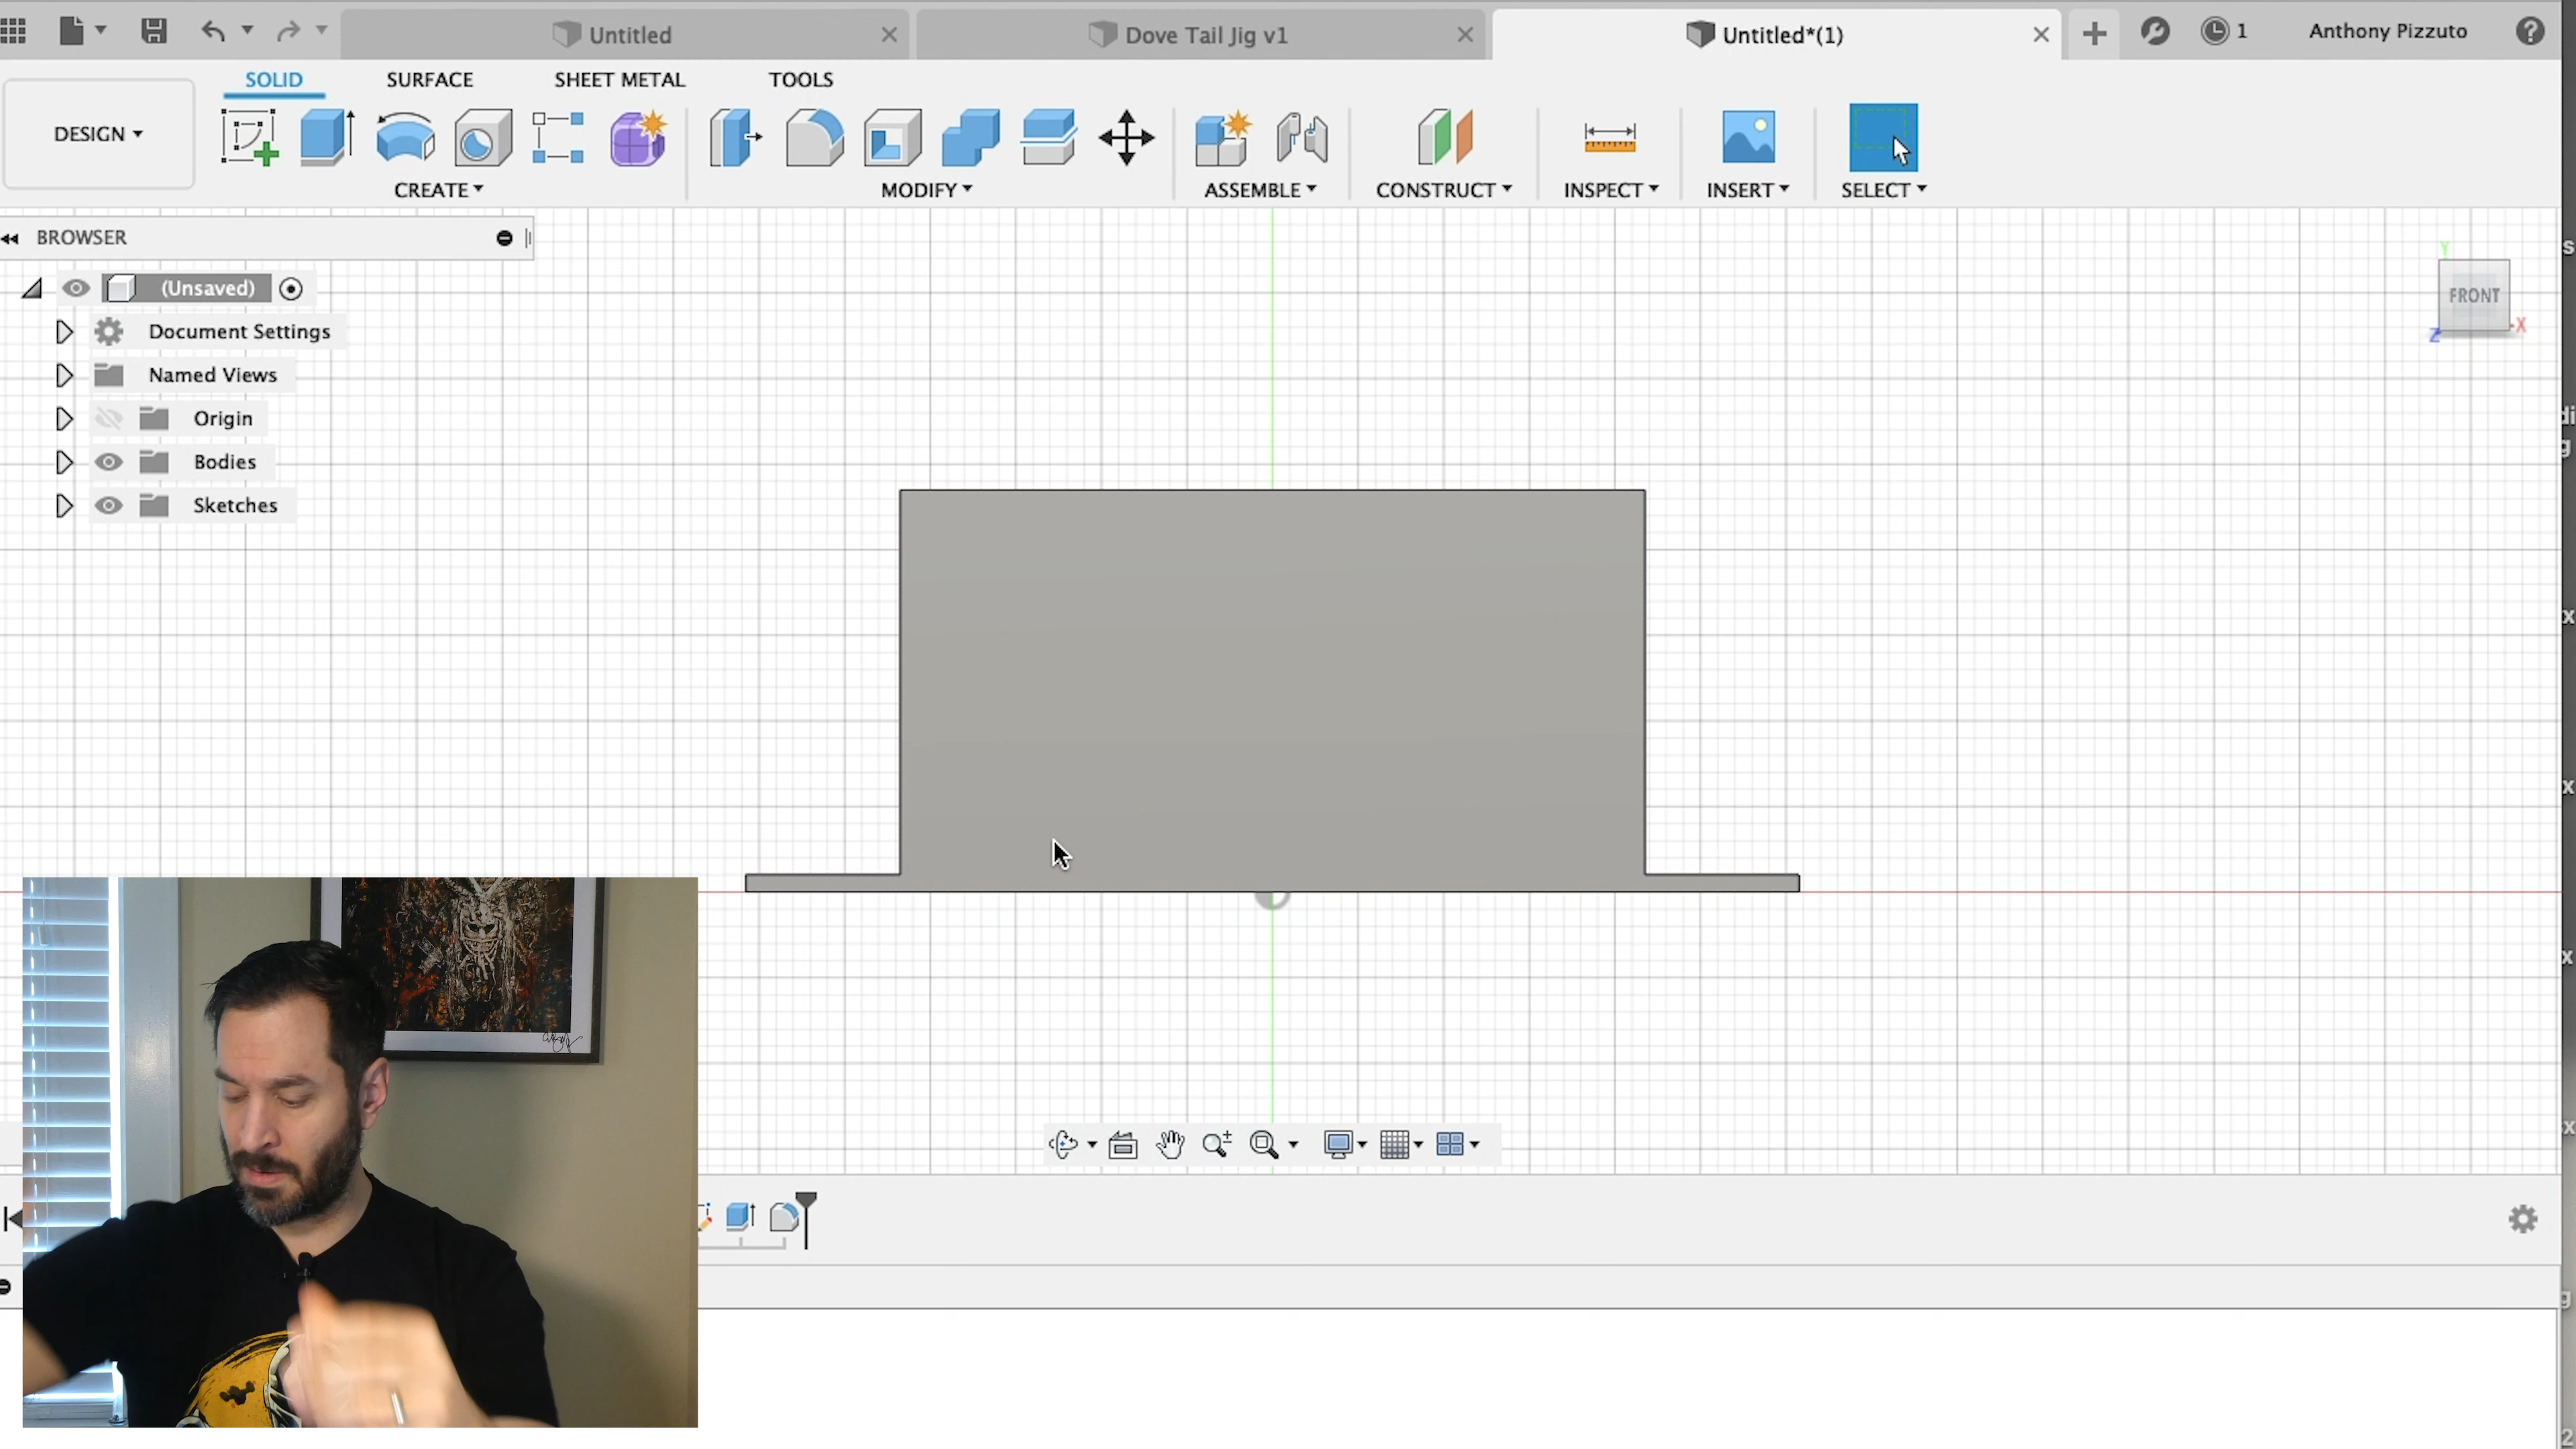 Untitled
Dove Tail Jig v1
Untitled*(1)
1
Anthony Pizzuto
SOLID
SURFACE
SHEET METAL
TOOLS
DESIGN
CREATE
MODIFY
ASSEMBLE
CONSTRUCT
INSPECT
INSERT
SELECT
BROWSER
(Unsaved)
Document Settings
Named Views
Origin
Bodies
Sketches
Y
FRONT
Z
X